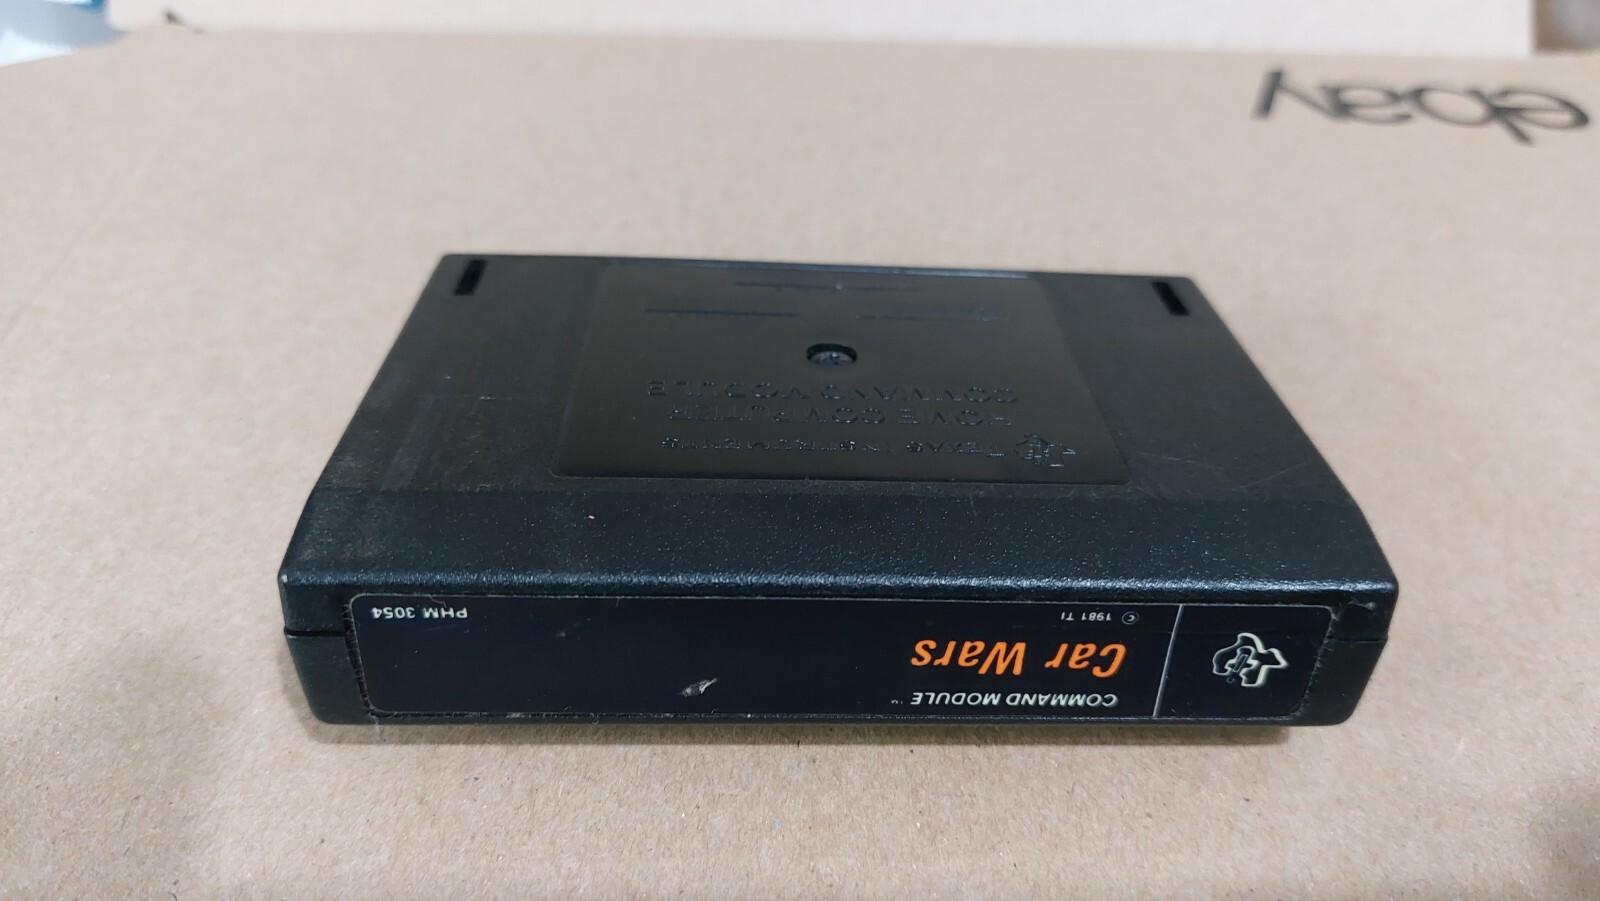 ebay
TEXAS INSTRUMENTS
HOME COMPUTER
COMMAND MODULE
COMMAND MODULE™
Car Wars
© 1981 TI
PHM 3054